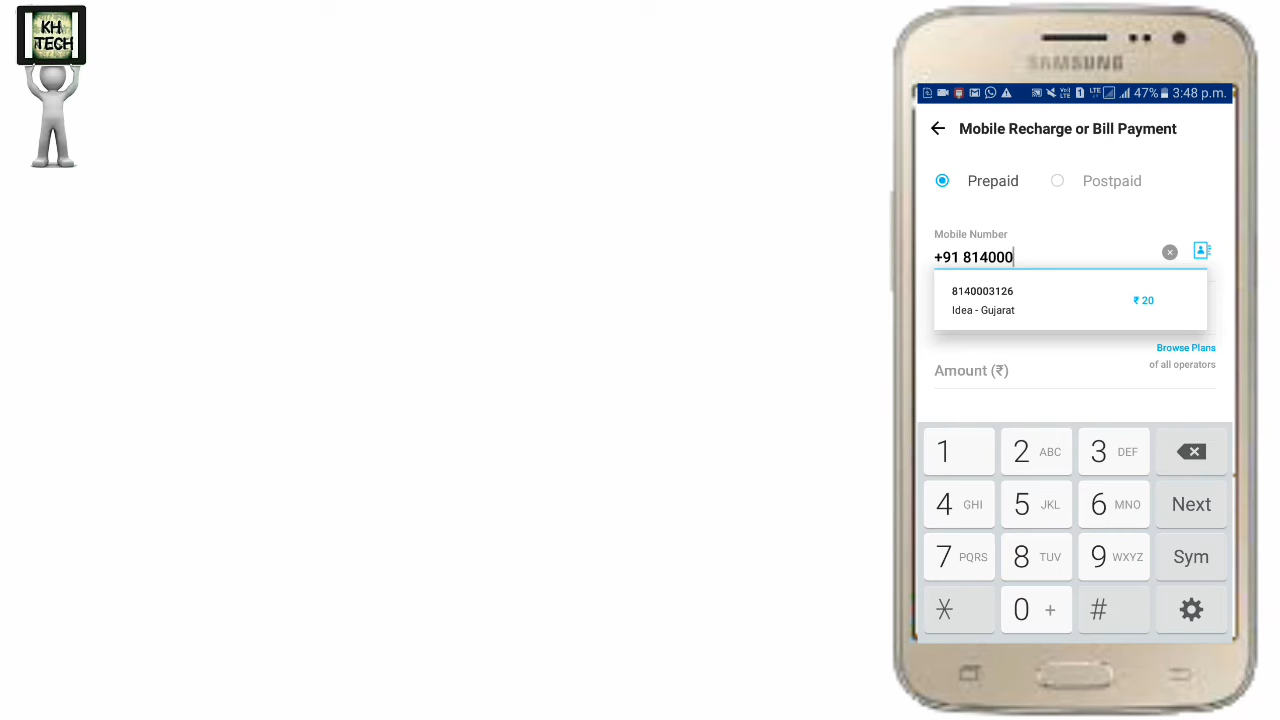 KH
TECH
SAMSUNG
47% 3:48 p.m.
Mobile Recharge or Bill Payment
Prepaid Postpaid
Mobile Number
+91 814000
8140003126
₹ 20
Idea - Gujarat
Browse Plans
of all operators
Amount (₹)
1 2 ABC 3 DEF
4 GHI 5 JKL 6 MNO Next
7 PQRS 8 TUV 9 WXYZ Sym
* 0 + #